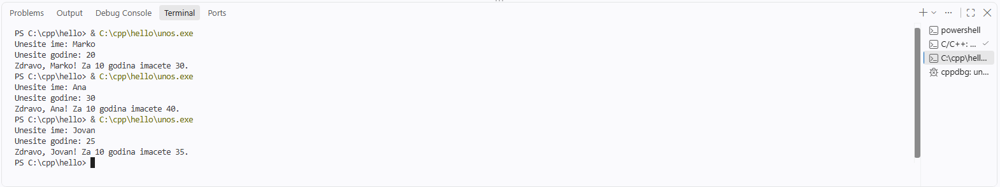 Problems Output Debug Console Terminal Ports
PS C:\cpp\hello> & C:\cpp\hello\unos.exe
Unesite ime: Marko
Unesite godine: 20
Zdravo, Marko! Za 10 godina imacete 30.
PS C:\cpp\hello> & C:\cpp\hello\unos.exe
Unesite ime: Ana
Unesite godine: 30
Zdravo, Ana! Za 10 godina imacete 40.
PS C:\cpp\hello> & C:\cpp\hello\unos.exe
Unesite ime: Jovan
Unesite godine: 25
Zdravo, Jovan! Za 10 godina imacete 35.
PS C:\cpp\hello>
powershell
C/C++: ...
C:\cpp\hell...
cppdbg: un...